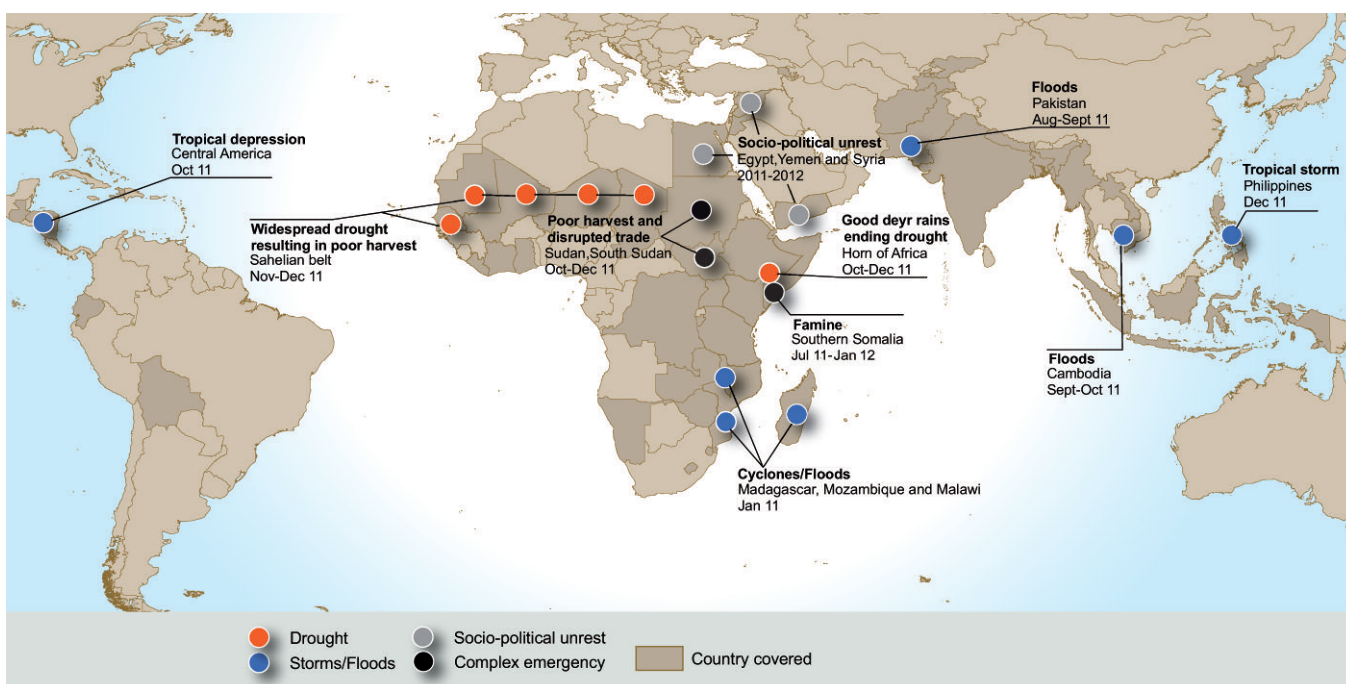 Tropical depression
Central America
Oct 11
Widespread drought
resulting in poor harvest
Sahelian belt
Nov-Dec 11
Poor harvest and
disrupted trade
Sudan,South Sudan
Oct-Dec 11
Socio-political unrest
Egypt,Yemen and Syria
2011-2012
Good deyr rains
ending drought
Horn of Africa
Oct-Dec 11
Famine
Southern Somalia
Jul 11-Jan 12
Cyclones/Floods
Madagascar, Mozambique and Malawi
Jan 11
Floods
Pakistan
Aug-Sept 11
Tropical storm
Philippines
Dec 11
Floods
Cambodia
Sept-Oct 11
Drought
Storms/Floods
Socio-political unrest
Complex emergency
Country covered